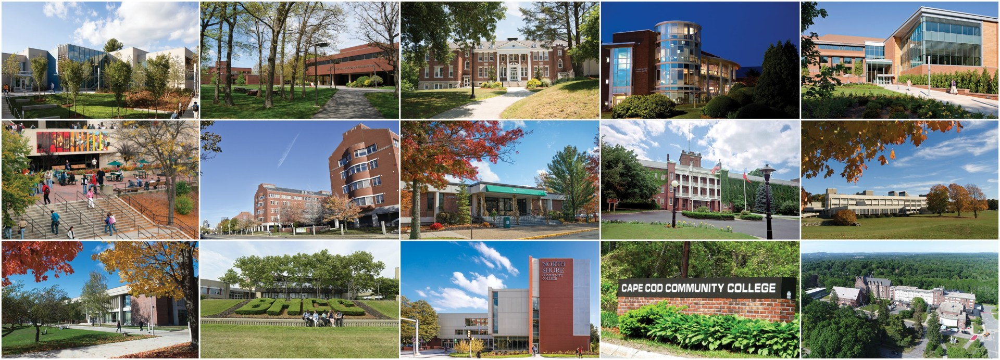 BHCC
NORTH
SHORE
COMMUNITY
COLLEGE
CAPE COD COMMUNITY COLLEGE